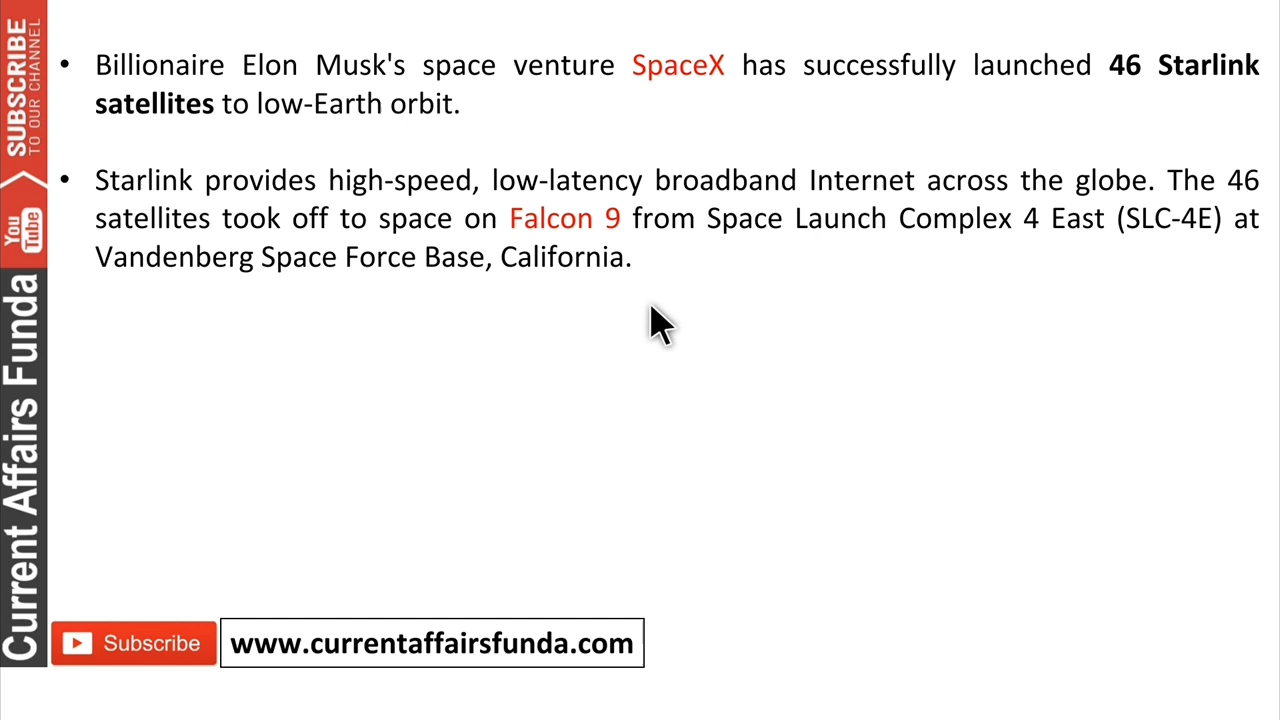 • Billionaire Elon Musk's space venture SpaceX has successfully launched 46 Starlink
satellites to low-Earth orbit.
• Starlink provides high-speed, low-latency broadband Internet across the globe. The 46
satellites took off to space on Falcon 9 from Space Launch Complex 4 East (SLC-4E) at
Vandenberg Space Force Base, California.
SUBSCRIBE
TO OUR CHANNEL
You
Tube
Current Affairs Funda
Subscribe
www.currentaffairsfunda.com